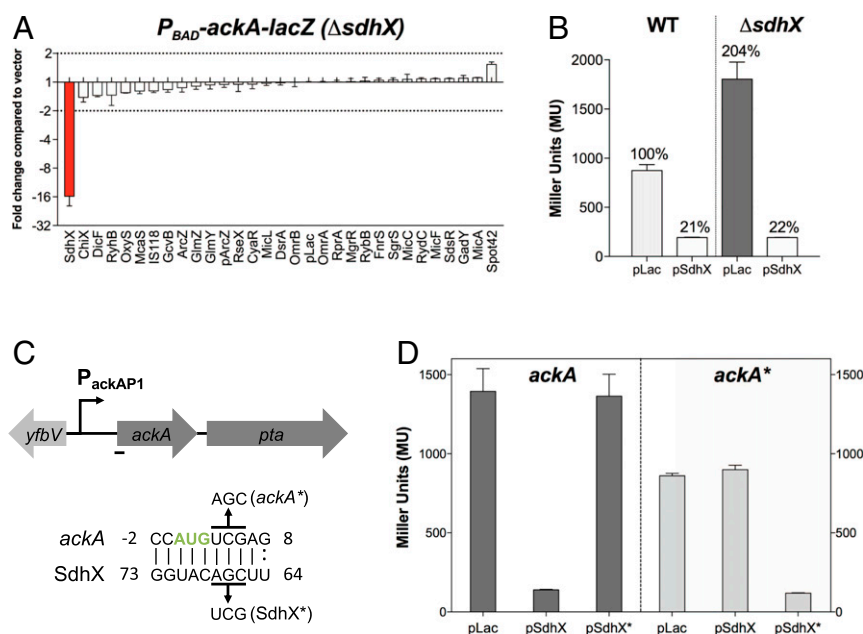 A
P_BAD-ackA-lacZ (ΔsdhX)
Fold change compared to vector
2
1
-2
-4
-8
-16
-32
SdhX
ChiX
DicF
RyhB
OxyS
McaS
IS118
GcvB
ArcZ
GlmZ
GlmY
pArcZ
RseX
CyaR
MicL
DsrA
OmrB
pLac
OmrA
RprA
MgrR
RybB
FnrS
SgrS
MicC
RydC
MicF
SdsR
GadY
MicA
Spot42
B
WT ΔsdhX
Miller Units (MU)
2000
1500
1000
500
0
100%
21%
204%
22%
pLac pSdhX pLac pSdhX
C
P_ackAP1
yfbV ackA pta
AGC (ackA*)
ackA -2 CCAUGUCGAG 8
SdhX 73 GGUACAGCUU 64
UCG (SdhX*)
D
ackA ackA*
Miller Units (MU)
1500
1000
500
0
1500
1000
500
0
pLac pSdhX pSdhX* pLac pSdhX pSdhX*